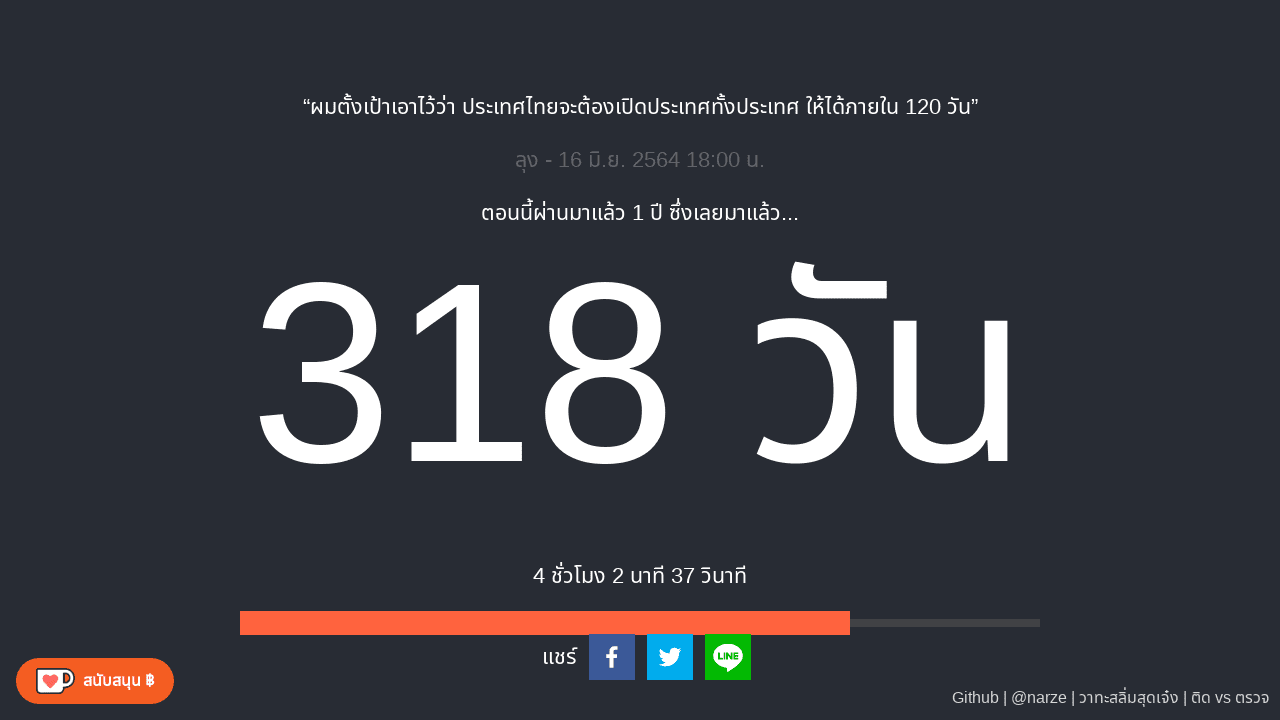 “ผมตั้งเป้าเอาไว้ว่า ประเทศไทยจะต้องเปิดประเทศทั้งประเทศ ให้ได้ภายใน 120 วัน”
ลุง - 16 มิ.ย. 2564 18:00 น.
ตอนนี้ผ่านมาแล้ว 1 ปี ซึ่งเลยมาแล้ว...
318 วัน
4 ชั่วโมง 2 นาที 37 วินาที
แชร์
LINE
สนับสนุน ฿
Github | @narze | วาทะสลิ่มสุดเจ๋ง | ติด vs ตรวจ